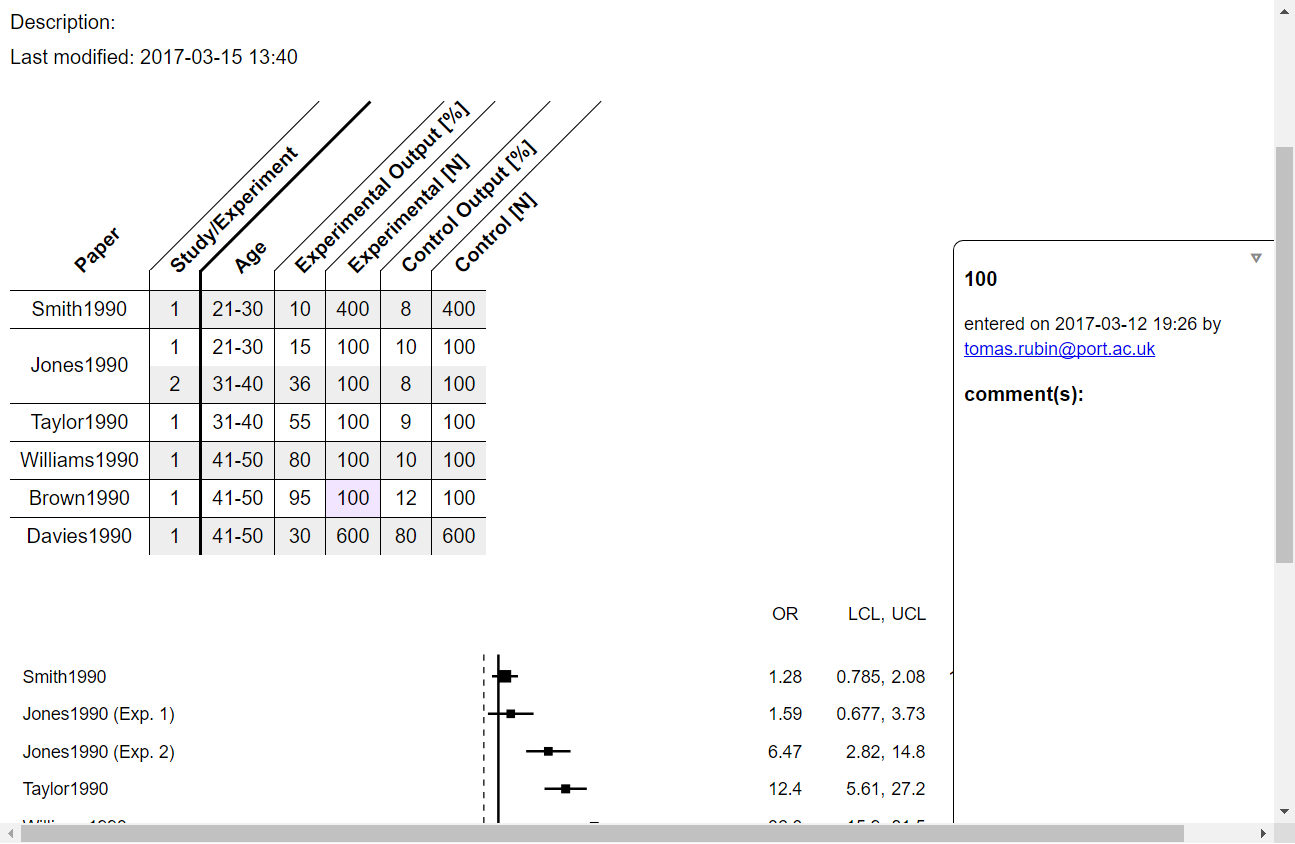 Description:
Last modified: 2017-03-15 13:40
Paper Study/Experiment Age Experimental Output [%] Experimental [N] Control Output [%] Control [N]
Smith1990 1 21-30 10 400 8 400
Jones1990 1 21-30 15 100 10 100
2 31-40 36 100 8 100
Taylor1990 1 31-40 55 100 9 100
Williams1990 1 41-50 80 100 10 100
Brown1990 1 41-50 95 100 12 100
Davies1990 1 41-50 30 600 80 600
100
entered on 2017-03-12 19:26 by
tomas.rubin@port.ac.uk
comment(s):
OR LCL, UCL
Smith1990 1.28 0.785, 2.08
Jones1990 (Exp. 1) 1.59 0.677, 3.73
Jones1990 (Exp. 2) 6.47 2.82, 14.8
Taylor1990 12.4 5.61, 27.2